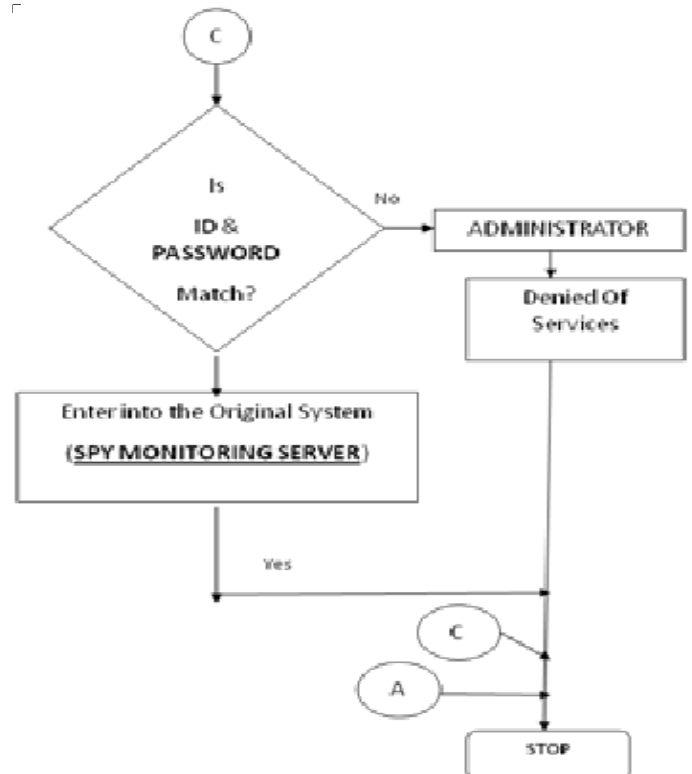 C
Is
ID &
PASSWORD
Match?
No
ADMINISTRATOR
Denied Of
Services
Enter into the Original System
(SPY MONITORING SERVER)
Yes
C
A
STOP